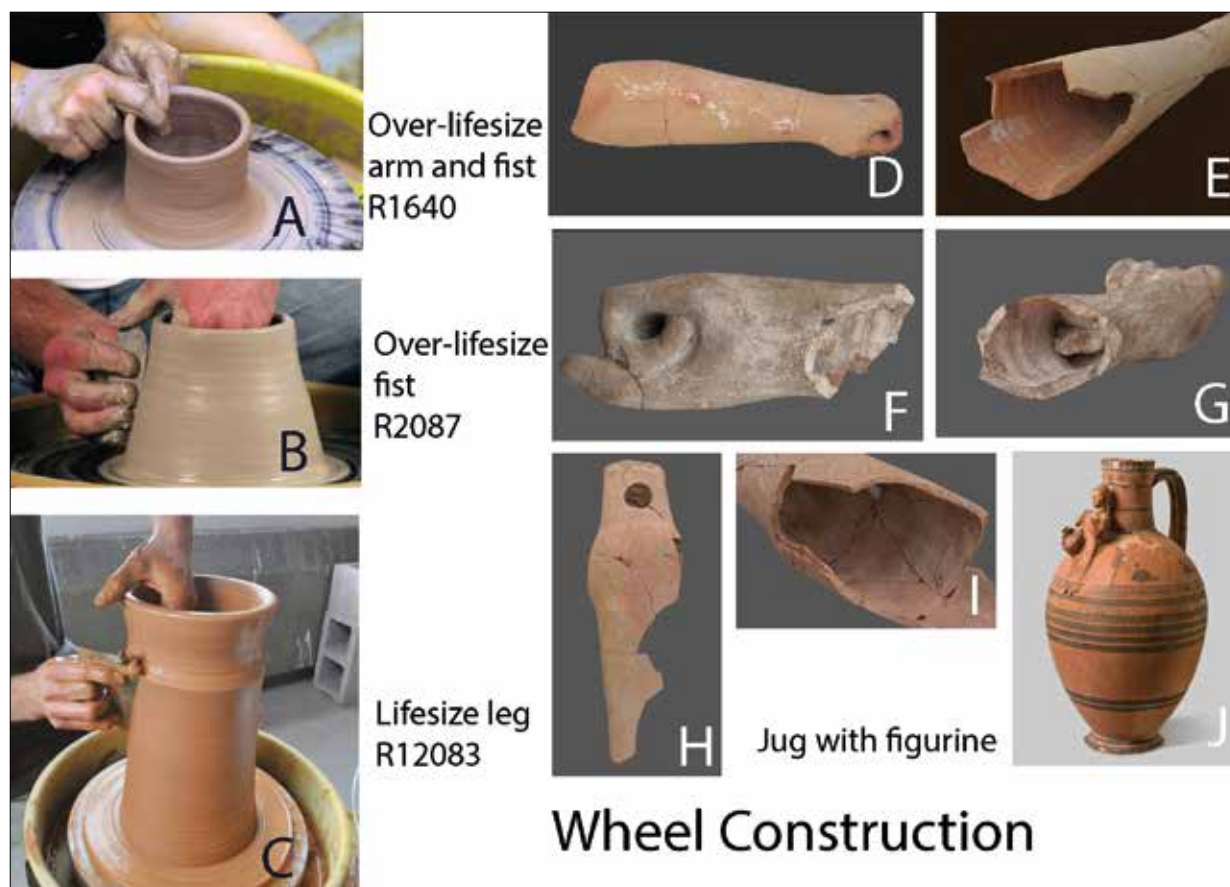 A
B
C
Over-lifesize
arm and fist
R1640
Over-lifesize
fist
R2087
Lifesize leg
R12083
D
E
F
G
H
I
J
Jug with figurine
Wheel Construction